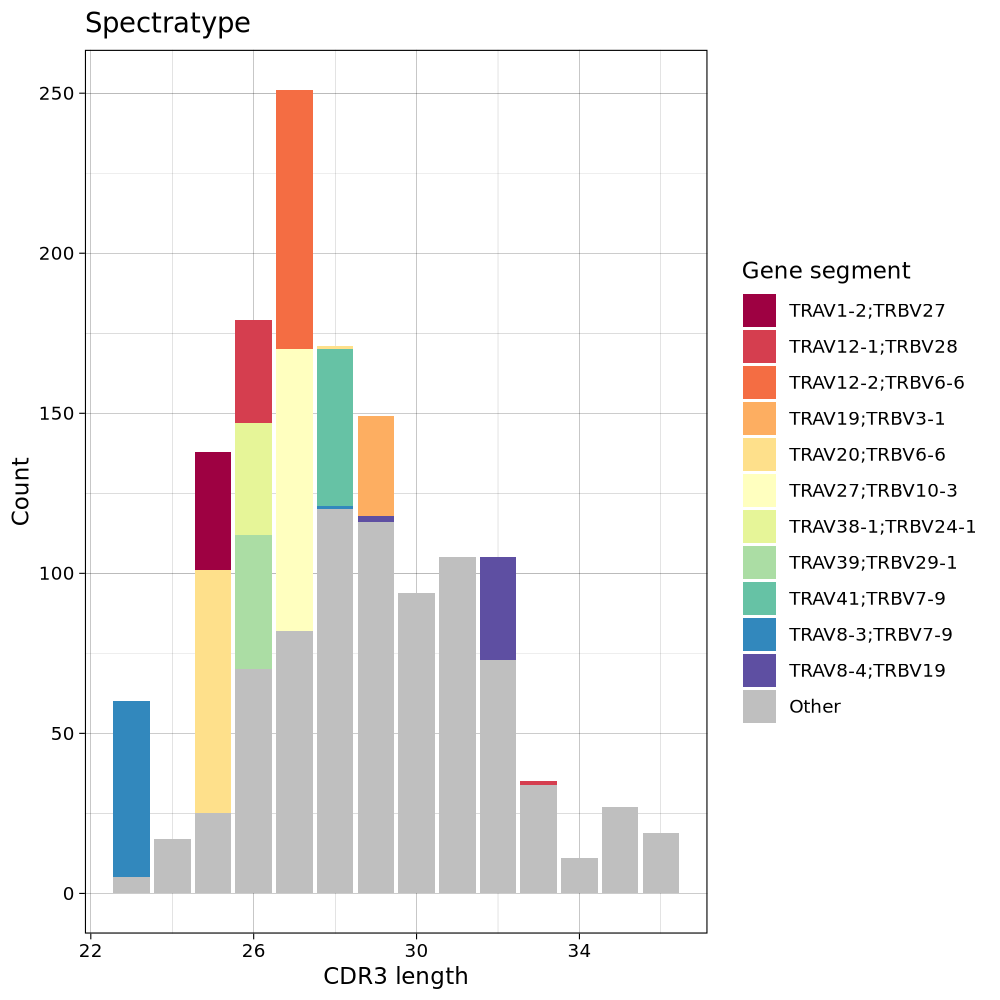 Spectratype
250
200
150
100
50
0
Count
22
26
30
34
CDR3 length
Gene segment
TRAV1-2;TRBV27
TRAV12-1;TRBV28
TRAV12-2;TRBV6-6
TRAV19;TRBV3-1
TRAV20;TRBV6-6
TRAV27;TRBV10-3
TRAV38-1;TRBV24-1
TRAV39;TRBV29-1
TRAV41;TRBV7-9
TRAV8-3;TRBV7-9
TRAV8-4;TRBV19
Other